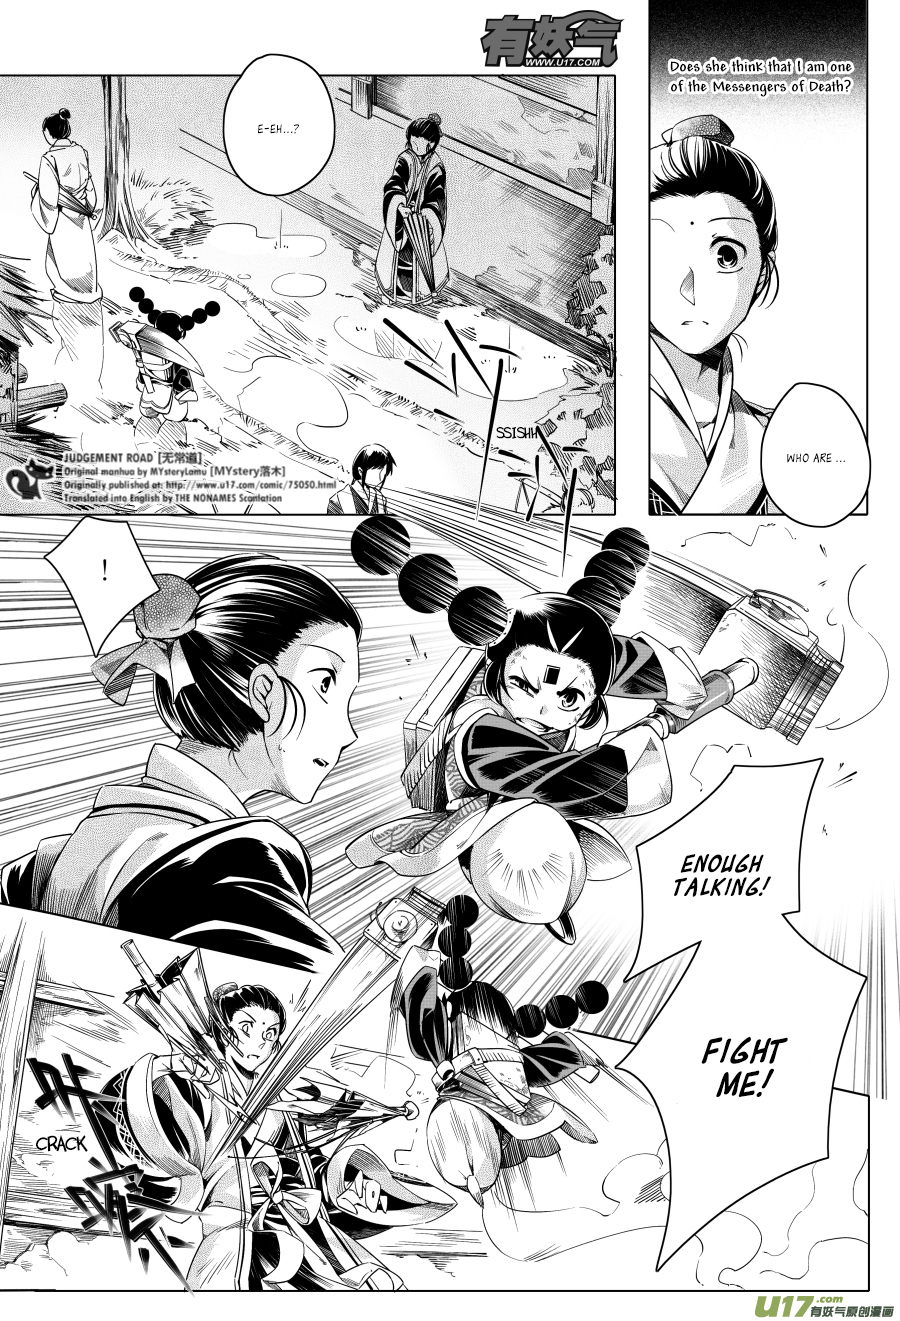 有妖气
WWW.U17.COM
Does she think that I am one
of the Messengers of Death?
WHO ARE ...
E-EH...?
SSISHH
JUDGEMENT ROAD [无常道]
Original manhua by MYsteryLamu [MYstery落木]
Originally published at: http://www.u17.com/comic/75050.html
Translated into English by THE NONAMES Scanlation
!
ENOUGH
TALKING!
FIGHT
ME!
CRACK
U17.com
有妖气原创漫画